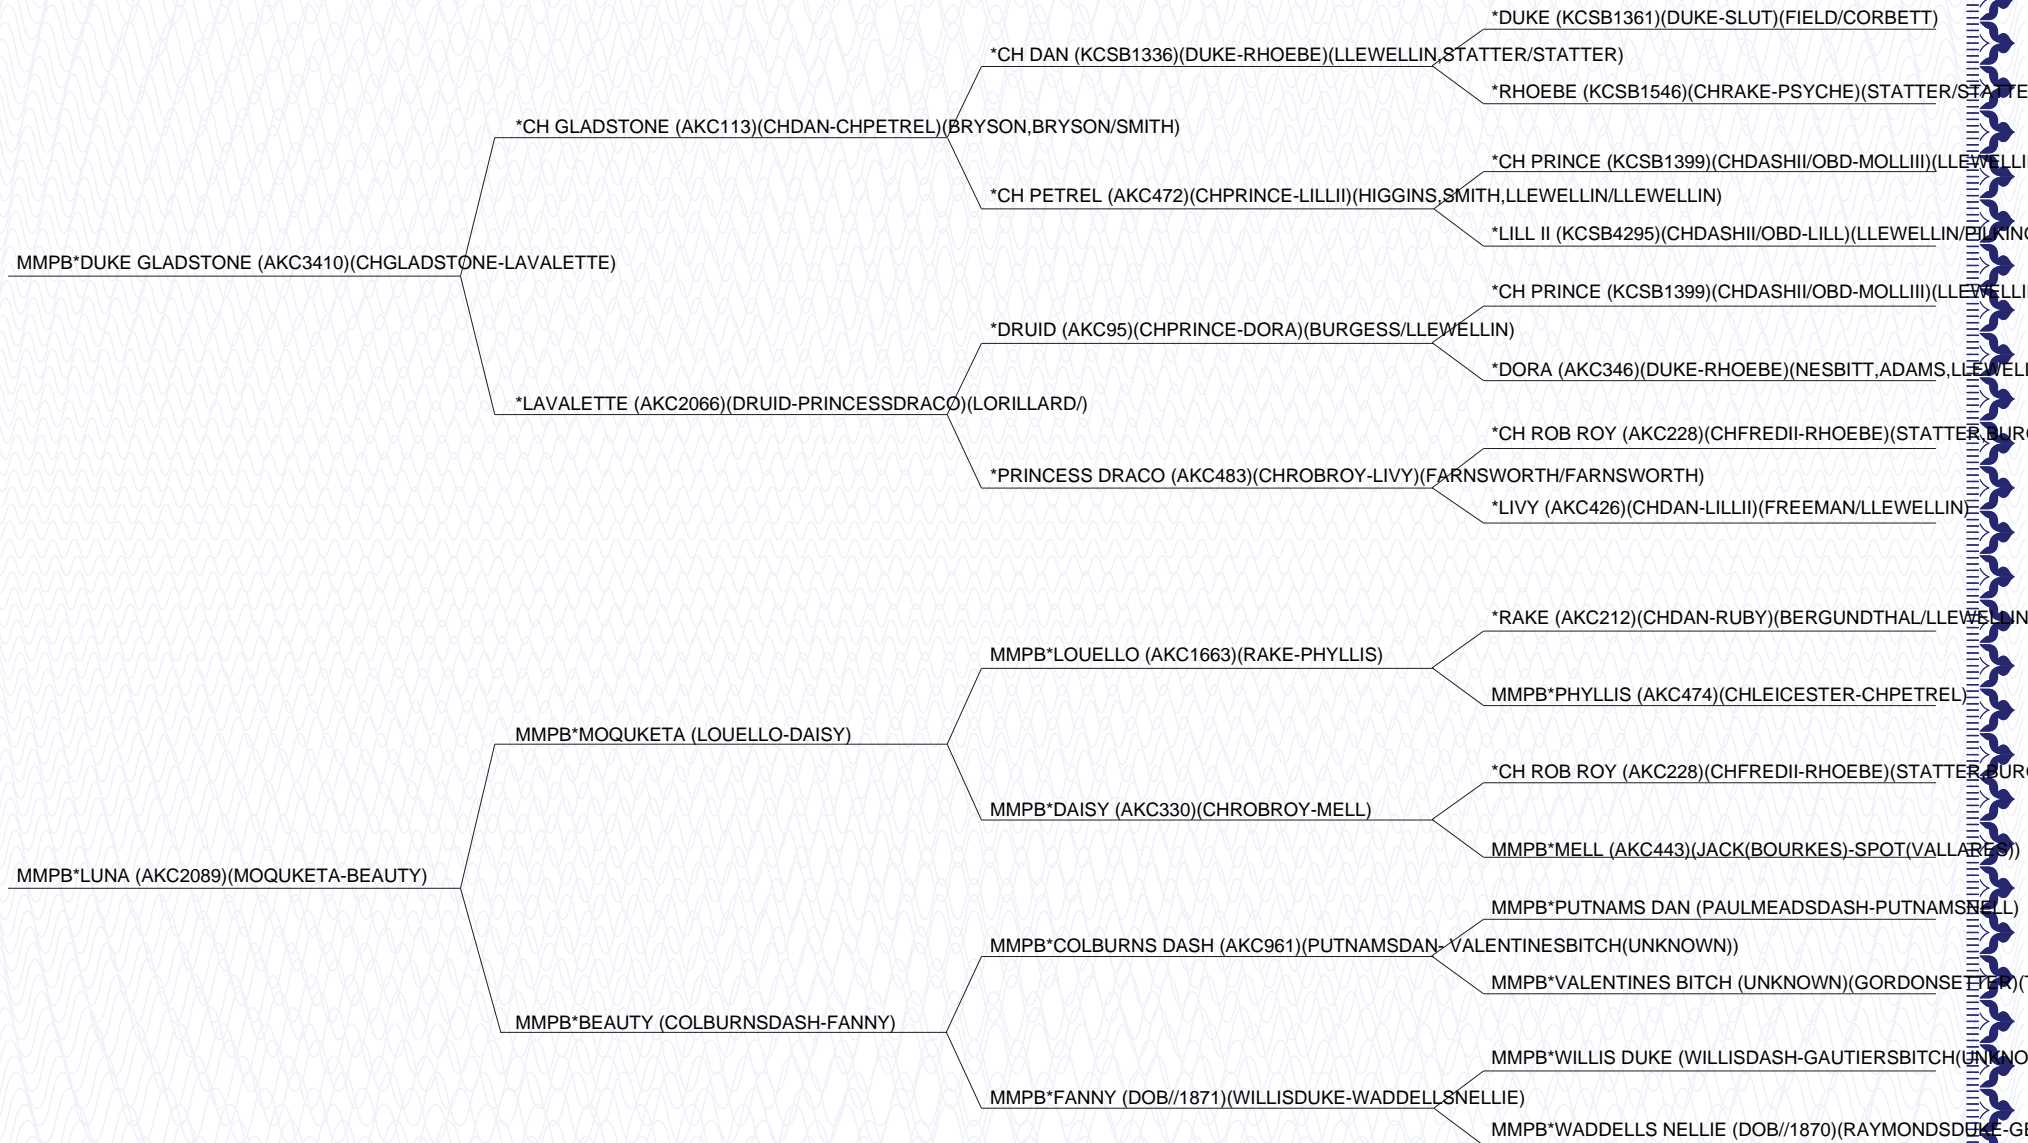 *DUKE (KCSB1361)(DUKE-SLUT)(FIELD/CORBETT)
*CH DAN (KCSB1336)(DUKE-RHOEBE)(LLEWELLIN,STATTER/STATTER)
*RHOEBE (KCSB1546)(CHRAKE-PSYCHE)(STATTER/STATTE
*CH GLADSTONE (AKC113)(CHDAN-CHPETREL)(BRYSON,BRYSON/SMITH)
*CH PRINCE (KCSB1399)(CHDASHII/OBD-MOLLIII)(LLEWELLI
*CH PETREL (AKC472)(CHPRINCE-LILLII)(HIGGINS,SMITH,LLEWELLIN/LLEWELLIN)
*LILL II (KCSB4295)(CHDASHII/OBD-LILL)(LLEWELLIN/PILKING
MMPB*DUKE GLADSTONE (AKC3410)(CHGLADSTONE-LAVALETTE)
*CH PRINCE (KCSB1399)(CHDASHII/OBD-MOLLIII)(LLEWELLI
*DRUID (AKC95)(CHPRINCE-DORA)(BURGESS/LLEWELLIN)
*DORA (AKC346)(DUKE-RHOEBE)(NESBITT,ADAMS,LLEWELL
*LAVALETTE (AKC2066)(DRUID-PRINCESSDRACO)(LORILLARD/)
*CH ROB ROY (AKC228)(CHFREDII-RHOEBE)(STATTER,BURG
*PRINCESS DRACO (AKC483)(CHROBROY-LIVY)(FARNSWORTH/FARNSWORTH)
*LIVY (AKC426)(CHDAN-LILLII)(FREEMAN/LLEWELLIN)
*RAKE (AKC212)(CHDAN-RUBY)(BERGUNDTHAL/LLEWELLIN
MMPB*LOUELLO (AKC1663)(RAKE-PHYLLIS)
MMPB*PHYLLIS (AKC474)(CHLEICESTER-CHPETREL)
MMPB*MOQUKETA (LOUELLO-DAISY)
*CH ROB ROY (AKC228)(CHFREDII-RHOEBE)(STATTER,BURG
MMPB*DAISY (AKC330)(CHROBROY-MELL)
MMPB*MELL (AKC443)(JACK(BOURKES)-SPOT(VALLARES))
MMPB*LUNA (AKC2089)(MOQUKETA-BEAUTY)
MMPB*PUTNAMS DAN (PAULMEADSDASH-PUTNAMSNELL)
MMPB*COLBURNS DASH (AKC961)(PUTNAMSDAN- VALENTINESBITCH(UNKNOWN))
MMPB*VALENTINES BITCH (UNKNOWN)(GORDONSETTER)(T
MMPB*BEAUTY (COLBURNSDASH-FANNY)
MMPB*WILLIS DUKE (WILLISDASH-GAUTIERSBITCH(UNKNO
MMPB*FANNY (DOB//1871)(WILLISDUKE-WADDELLSNELLIE)
MMPB*WADDELLS NELLIE (DOB//1870)(RAYMONDSDUKE-GE